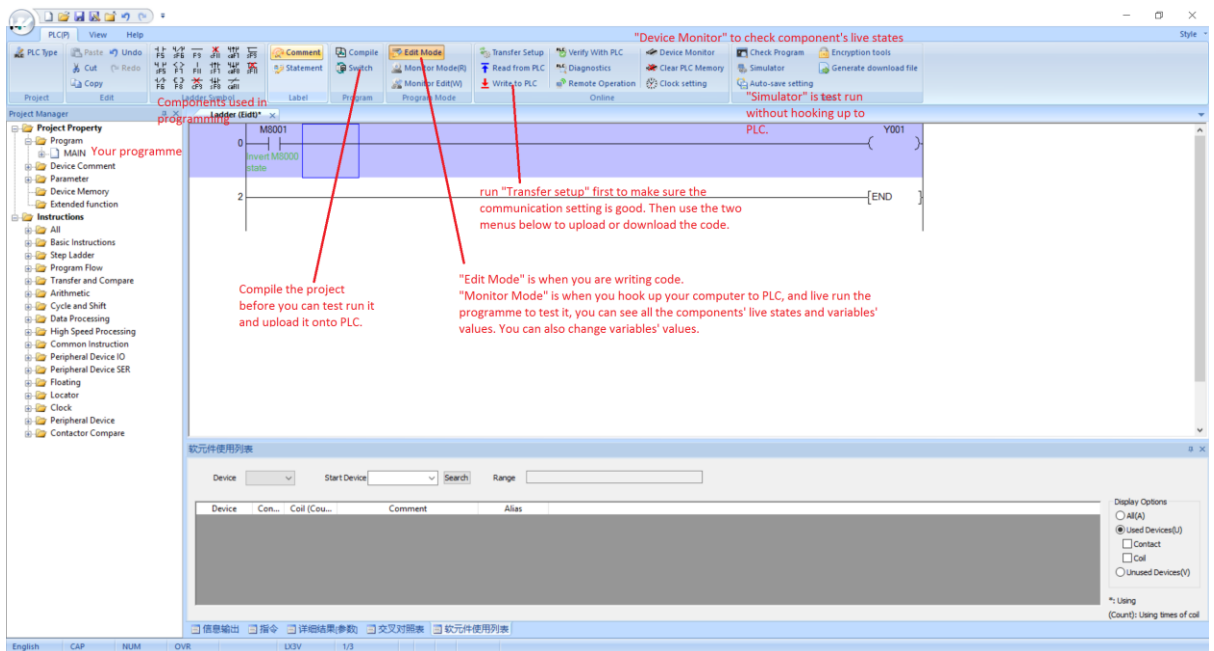 PLC(P) View Help
Style
"Device Monitor" to check component's live states
PLC Type Paste Undo Comment Compile Edit Mode Transfer Setup Verify With PLC Device Monitor Check Program Encryption tools
Cut Redo Statement Switch Monitor Mode(R) Read from PLC Diagnostics Clear PLC Memory Simulator Generate download file
Copy Monitor Edit(W) Write to PLC Remote Operation Clock setting Auto-save setting
F5 sF5 F9 F6 sF6 F7 F8
Project Edit Ladder Symbol Label Program Program Mode Online
Components used in
programming
"Simulator" is test run
without hooking up to
PLC.
Project Manager
Ladder (Eidt)*
Project Property
Program
MAIN Your programme
Device Comment
Parameter
Device Memory
Extended function
Instructions
All
Basic Instructions
Step Ladder
Program Flow
Transfer and Compare
Arithmetic
Cycle and Shift
Data Processing
High Speed Processing
Common Instruction
Peripheral Device IO
Peripheral Device SER
Floating
Locator
Clock
Peripheral Device
Contactor Compare
M8001 Y001
0
Invert M8000
state
2 END
run "Transfer setup" first to make sure the
communication setting is good. Then use the two
menus below to upload or download the code.
Compile the project
before you can test run it
and upload it onto PLC.
"Edit Mode" is when you are writing code.
"Monitor Mode" is when you hook up your computer to PLC, and live run the
programme to test it, you can see all the components' live states and variables'
values. You can also change variables' values.
软元件使用列表
Device Start Device Search Range
Device Con... Coil (Cou... Comment Alias
Display Options
All(A)
Used Devices(U)
Contact
Coil
Unused Devices(V)
*: Using
(Count): Using times of coil
信息输出 指令 详细结果(参数) 交叉对照表 软元件使用列表
English CAP NUM OVR LX3V 1/3